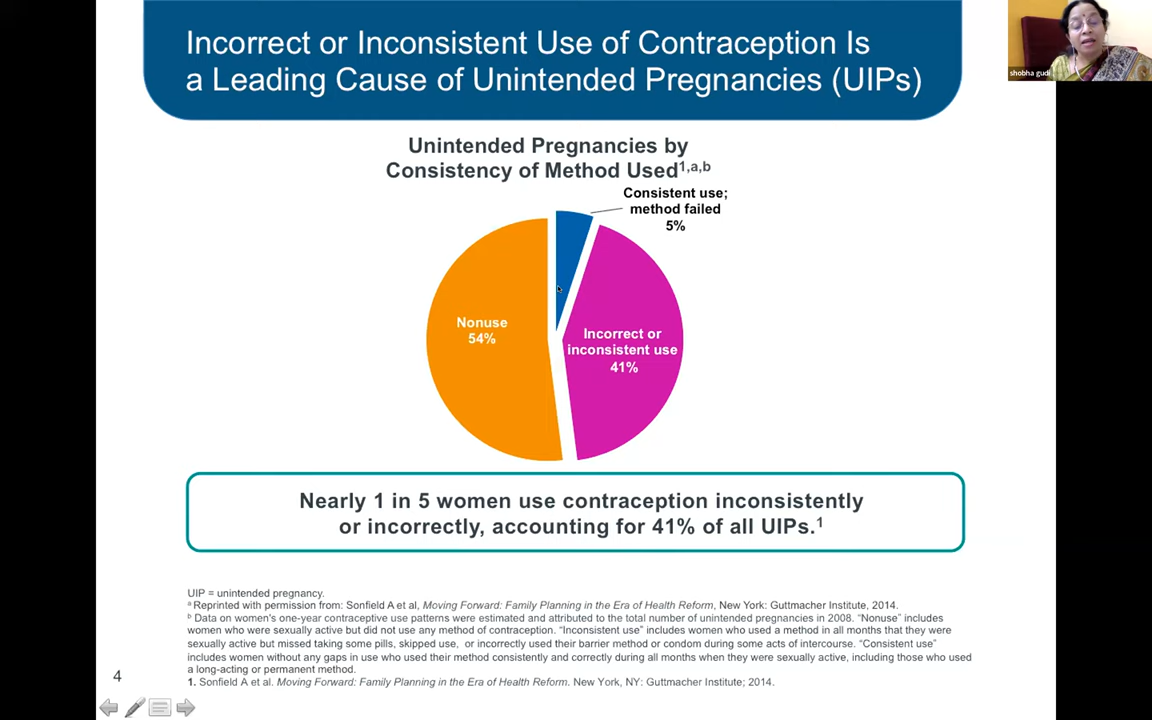 Incorrect or Inconsistent Use of Contraception Is
a Leading Cause of Unintended Pregnancies (UIPs)
shobha gudi
Unintended Pregnancies by
Consistency of Method Used1,a,b
Consistent use;
method failed
5%
Nonuse
54%
Incorrect or
inconsistent use
41%
Nearly 1 in 5 women use contraception inconsistently
or incorrectly, accounting for 41% of all UIPs.1
UIP = unintended pregnancy.
a Reprinted with permission from: Sonfield A et al, Moving Forward: Family Planning in the Era of Health Reform, New York: Guttmacher Institute, 2014.
b Data on women's one-year contraceptive use patterns were estimated and attributed to the total number of unintended pregnancies in 2008. “Nonuse” includes
women who were sexually active but did not use any method of contraception. “Inconsistent use” includes women who used a method in all months that they were
sexually active but missed taking some pills, skipped use, or incorrectly used their barrier method or condom during some acts of intercourse. “Consistent use”
includes women without any gaps in use who used their method consistently and correctly during all months when they were sexually active, including those who used
a long-acting or permanent method.
1. Sonfield A et al. Moving Forward: Family Planning in the Era of Health Reform. New York, NY: Guttmacher Institute; 2014.
4